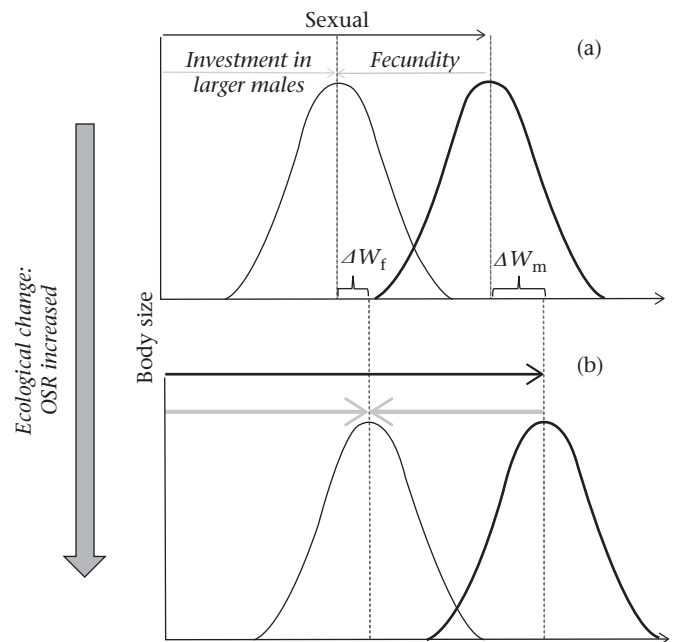 Sexual
(a)
Investment in
larger males
Fecundity
ΔWf
ΔWm
Ecological change:
OSR increased
Body size
(b)